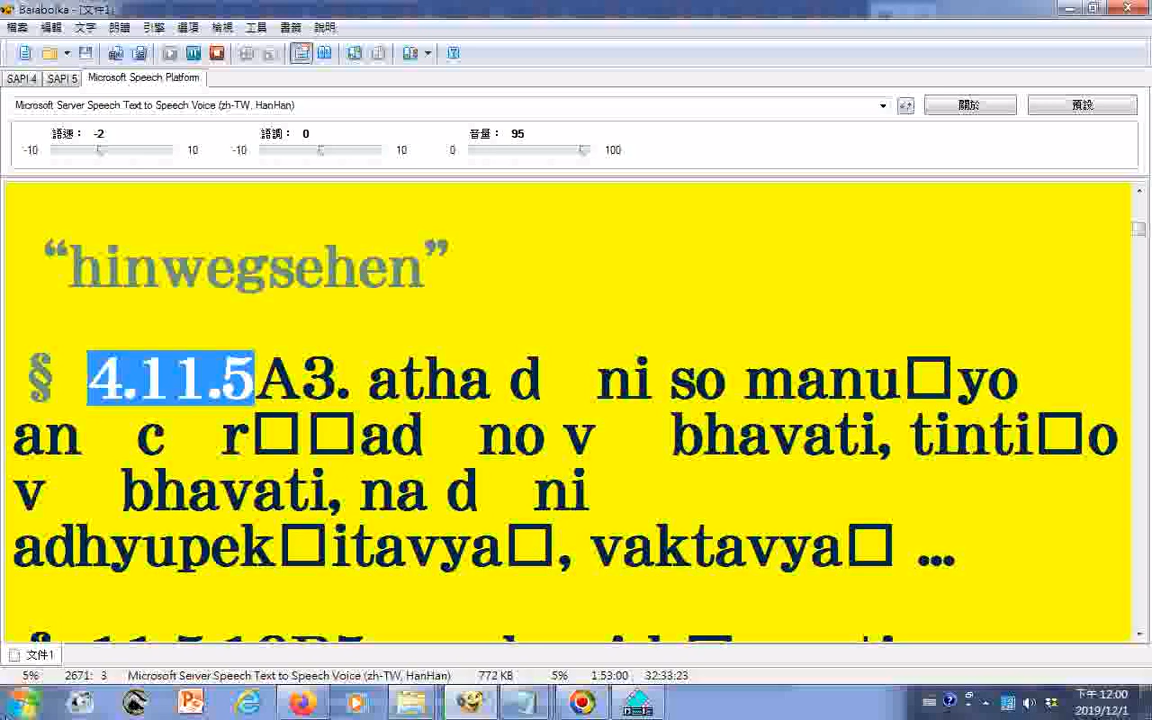 Balabolka - [文件1]
檔案 編輯 文字 朗讀 引擎 選項 檢視 工具 書籤 說明
SAPI 4 SAPI 5 Microsoft Speech Platform
Microsoft Server Speech Text to Speech Voice (zh-TW, HanHan) 關於 預設
語速： -2 語調： 0 音量： 95
-10 10 -10 10 0 100
“hinwegsehen”
§ 4.11.5A3. atha d ni so manu□yo
an c r□□ad no v bhavati, tinti□o
v bhavati, na d ni
adhyupek□itavya□, vaktavya□ ...
文件1
5% 2671: 3 Microsoft Server Speech Text to Speech Voice (zh-TW, HanHan) 772 KB 5% 1:53:00 32:33:23
下午 12:00
2019/12/1